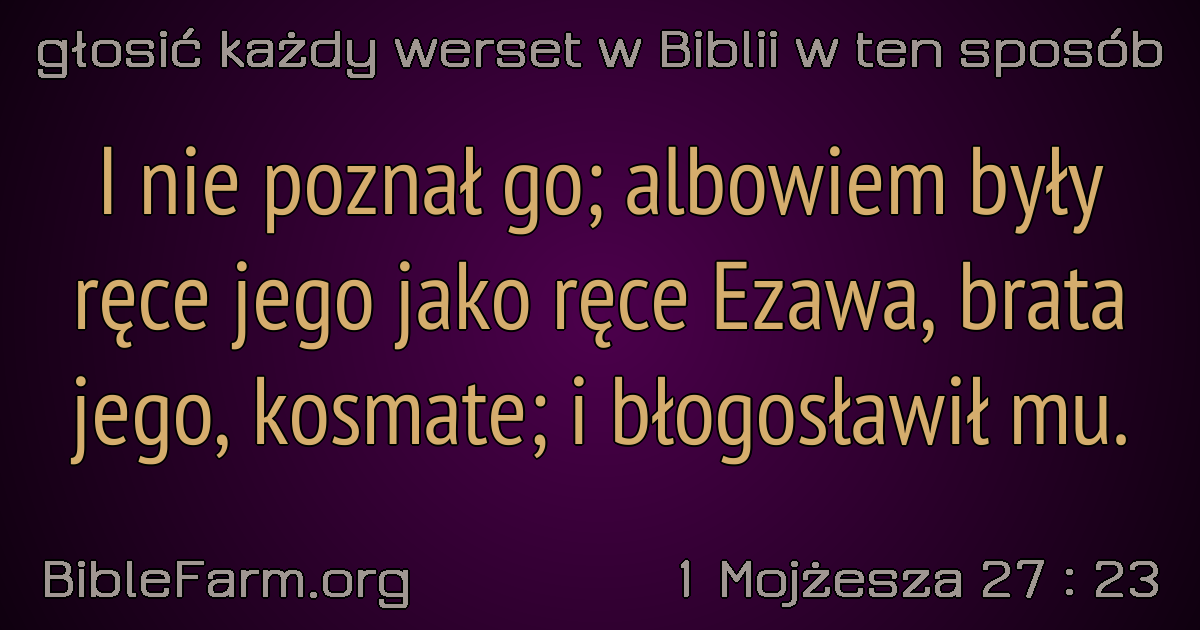 głosić każdy werset w Biblii w ten sposób
I nie poznał go; albowiem były
ręce jego jako ręce Ezawa, brata
jego, kosmate; i błogosławił mu.
BibleFarm.org
1 Mojżesza 27 : 23